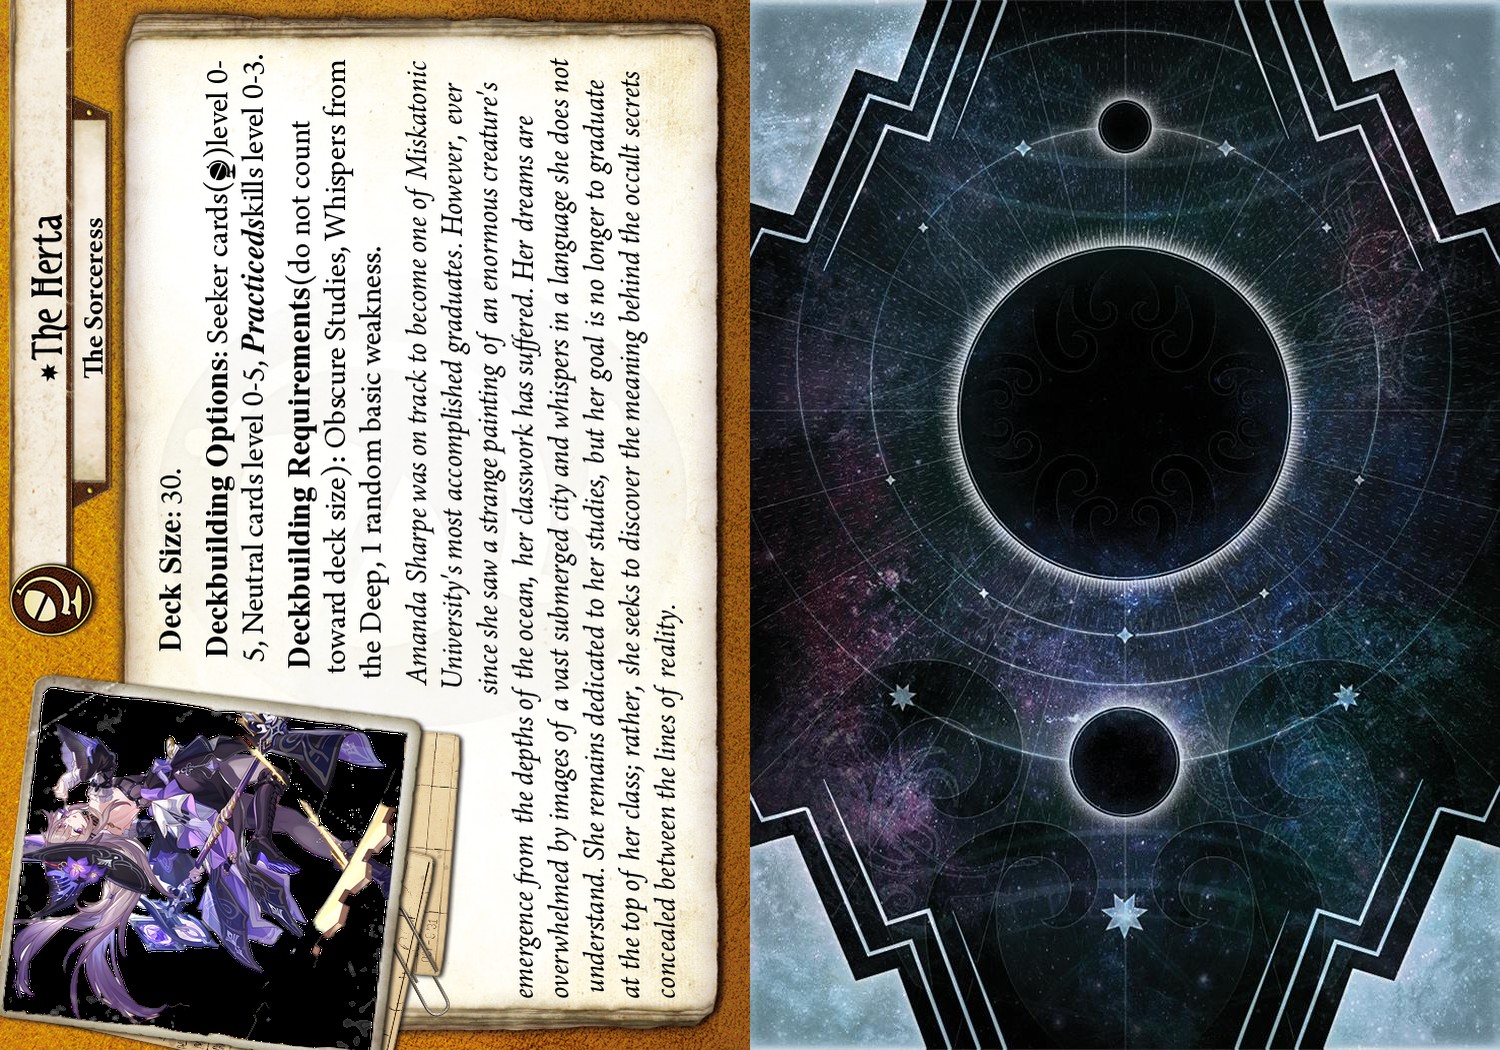 The Herta
The Sorceress
Deck Size: 30.
Deckbuilding Options: Seeker cards()level 0-
5, Neutral cards level 0-5, Practicedskills level 0-3.
Deckbuilding Requirements(do not count
toward deck size): Obscure Studies, Whispers from
the Deep, 1 random basic weakness.
Amanda Sharpe was on track to become one of Miskatonic
University's most accomplished graduates. However, ever
since she saw a strange painting of an enormous creature's
emergence from the depths of the ocean, her classwork has suffered. Her dreams are
overwhelmed by images of a vast submerged city and whispers in a language she does not
understand. She remains dedicated to her studies, but her goal is no longer to graduate
at the top of her class; rather, she seeks to discover the meaning behind the occult secrets
concealed between the lines of reality.